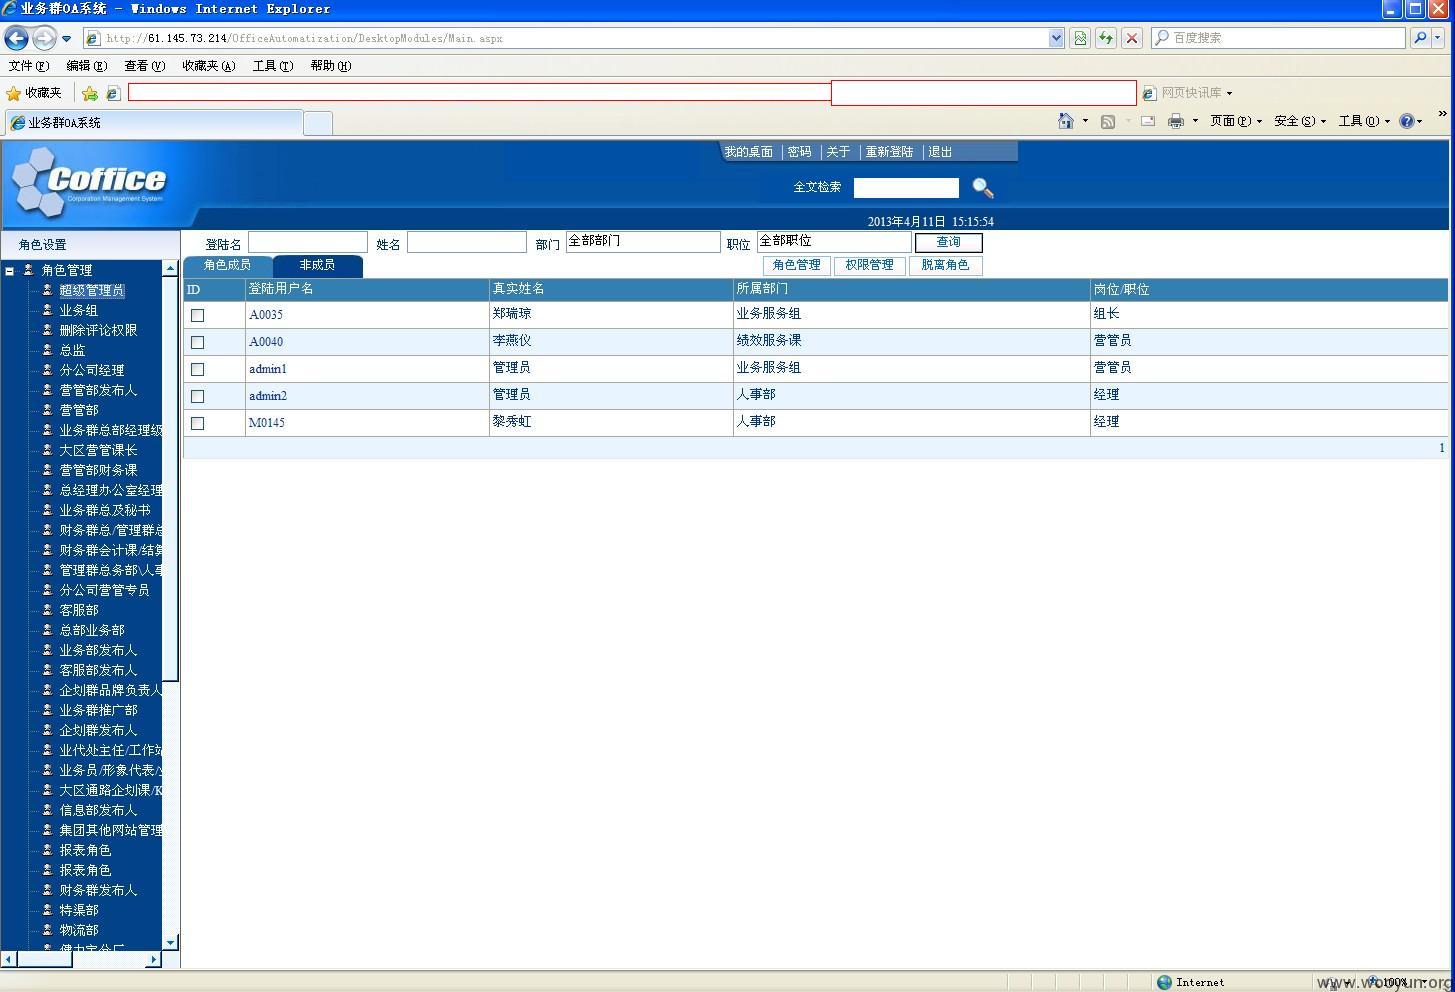 业务群OA系统 - Windows Internet Explorer
http://61.145.73.214/OfficeAutomatization/DesktopModules/Main.aspx
百度搜索
文件(F) 编辑(E) 查看(V) 收藏夹(A) 工具(T) 帮助(H)
收藏夹
网页快讯库
业务群OA系统
页面(P) 安全(S) 工具(O)
»
我的桌面 密码 关于 重新登陆 退出
Coffice
Corporation Management System
全文检索
2013年4月11日 15:15:54
角色设置
登陆名 姓名 部门 全部部门 职位 全部职位 查询
角色成员 非成员 角色管理 权限管理 脱离角色
ID 登陆用户名 真实姓名 所属部门 岗位/职位
A0035 郑瑞琼 业务服务组 组长
A0040 李燕仪 绩效服务课 营管员
admin1 管理员 业务服务组 营管员
admin2 管理员 人事部 经理
M0145 黎秀虹 人事部 经理
1
角色管理
超级管理员
业务组
删除评论权限
总监
分公司经理
营管部发布人
营管部
业务群总部经理级
大区营管课长
营管部财务课
总经理办公室经理
业务群总及秘书
财务群总/管理群总
财务群会计课/结算
管理群总务部\人事
分公司营管专员
客服部
总部业务部
业务部发布人
客服部发布人
企划群品牌负责人
业务群推广部
企划群发布人
业代处主任/工作站
业务员/形象代表/
大区通路企划课/K
信息部发布人
集团其他网站管理
报表角色
报表角色
财务群发布人
特渠部
物流部
健力宝分厂
Internet
100%
www.wooyun.org